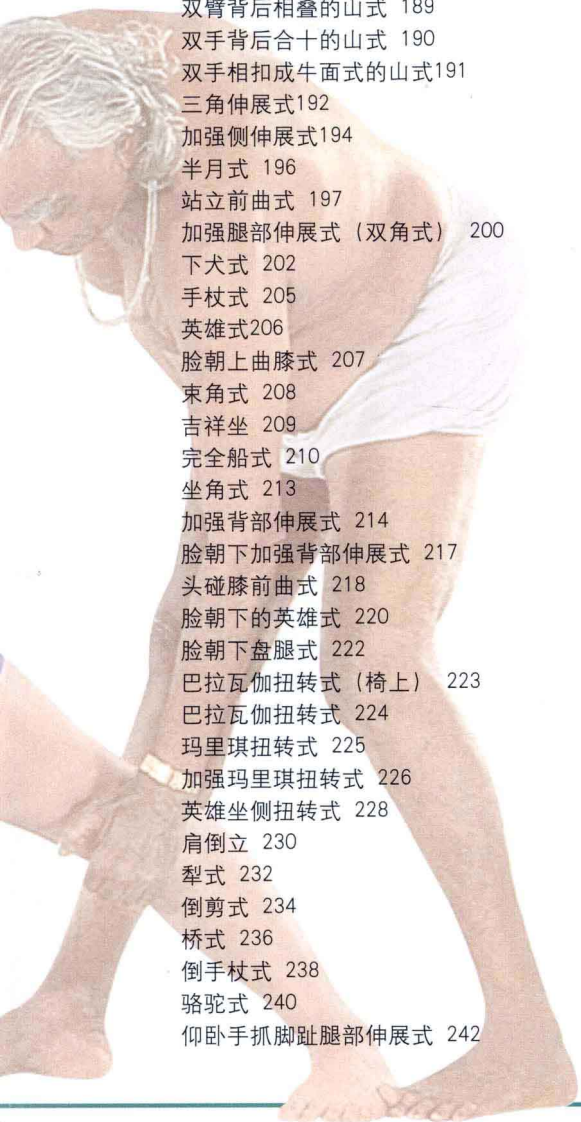 双臂背后相叠的山式 189
双手背后合十的山式 190
双手相扣成牛面式的山式191
三角伸展式192
加强侧伸展式194
半月式 196
站立前曲式 197
加强腿部伸展式（双角式） 200
下犬式 202
手杖式 205
英雄式206
脸朝上曲膝式 207
束角式 208
吉祥坐 209
完全船式 210
坐角式 213
加强背部伸展式 214
脸朝下加强背部伸展式 217
头碰膝前曲式 218
脸朝下的英雄式 220
脸朝下盘腿式 222
巴拉瓦伽扭转式（椅上） 223
巴拉瓦伽扭转式 224
玛里琪扭转式 225
加强玛里琪扭转式 226
英雄坐侧扭转式 228
肩倒立 230
犁式 232
倒剪式 234
桥式 236
倒手杖式 238
骆驼式 240
仰卧手抓脚趾腿部伸展式 242